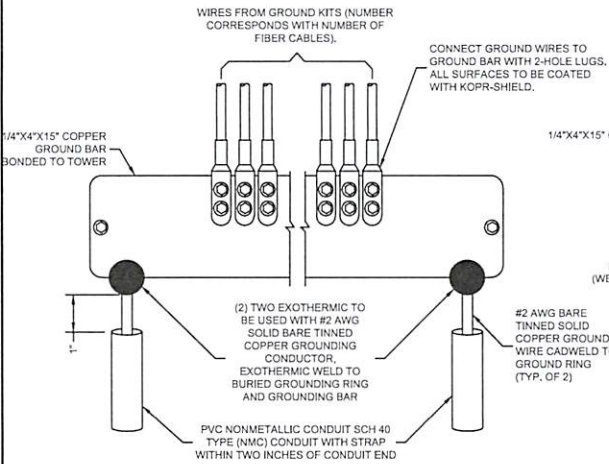 WIRES FROM GROUND KITS (NUMBER
CORRESPONDS WITH NUMBER OF
FIBER CABLES).
CONNECT GROUND WIRES TO
GROUND BAR WITH 2-HOLE LUGS.
ALL SURFACES TO BE COATED
WITH KOPR-SHIELD.
1/4"X4"X15" COPPER
GROUND BAR
BONDED TO TOWER
1/4"X4"X15"
(2) TWO EXOTHERMIC TO
BE USED WITH #2 AWG
SOLID BARE TINNED
COPPER GROUNDING
CONDUCTOR,
EXOTHERMIC WELD TO
BURIED GROUNDING RING
AND GROUNDING BAR
1"
#2 AWG BARE
TINNED SOLID
COPPER GROUND
WIRE CADWELD TO
GROUND RING
(TYP. OF 2)
PVC NONMETALLIC CONDUIT SCH 40
TYPE (NMC) CONDUIT WITH STRAP
WITHIN TWO INCHES OF CONDUIT END